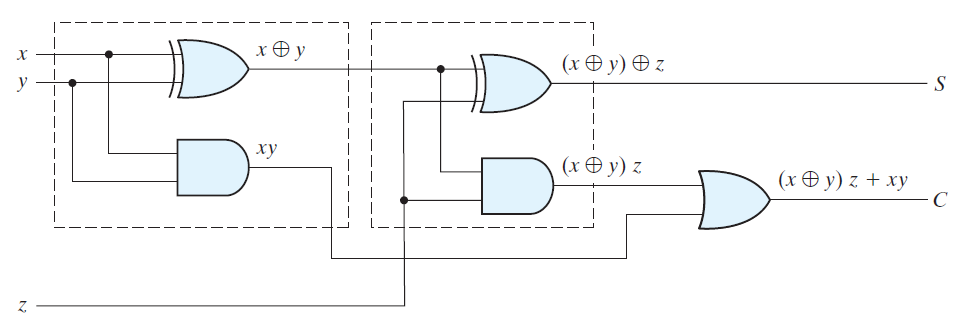 x
y
x ⊕ y
xy
(x ⊕ y) ⊕ z
S
(x ⊕ y) z
(x ⊕ y) z + xy
C
z